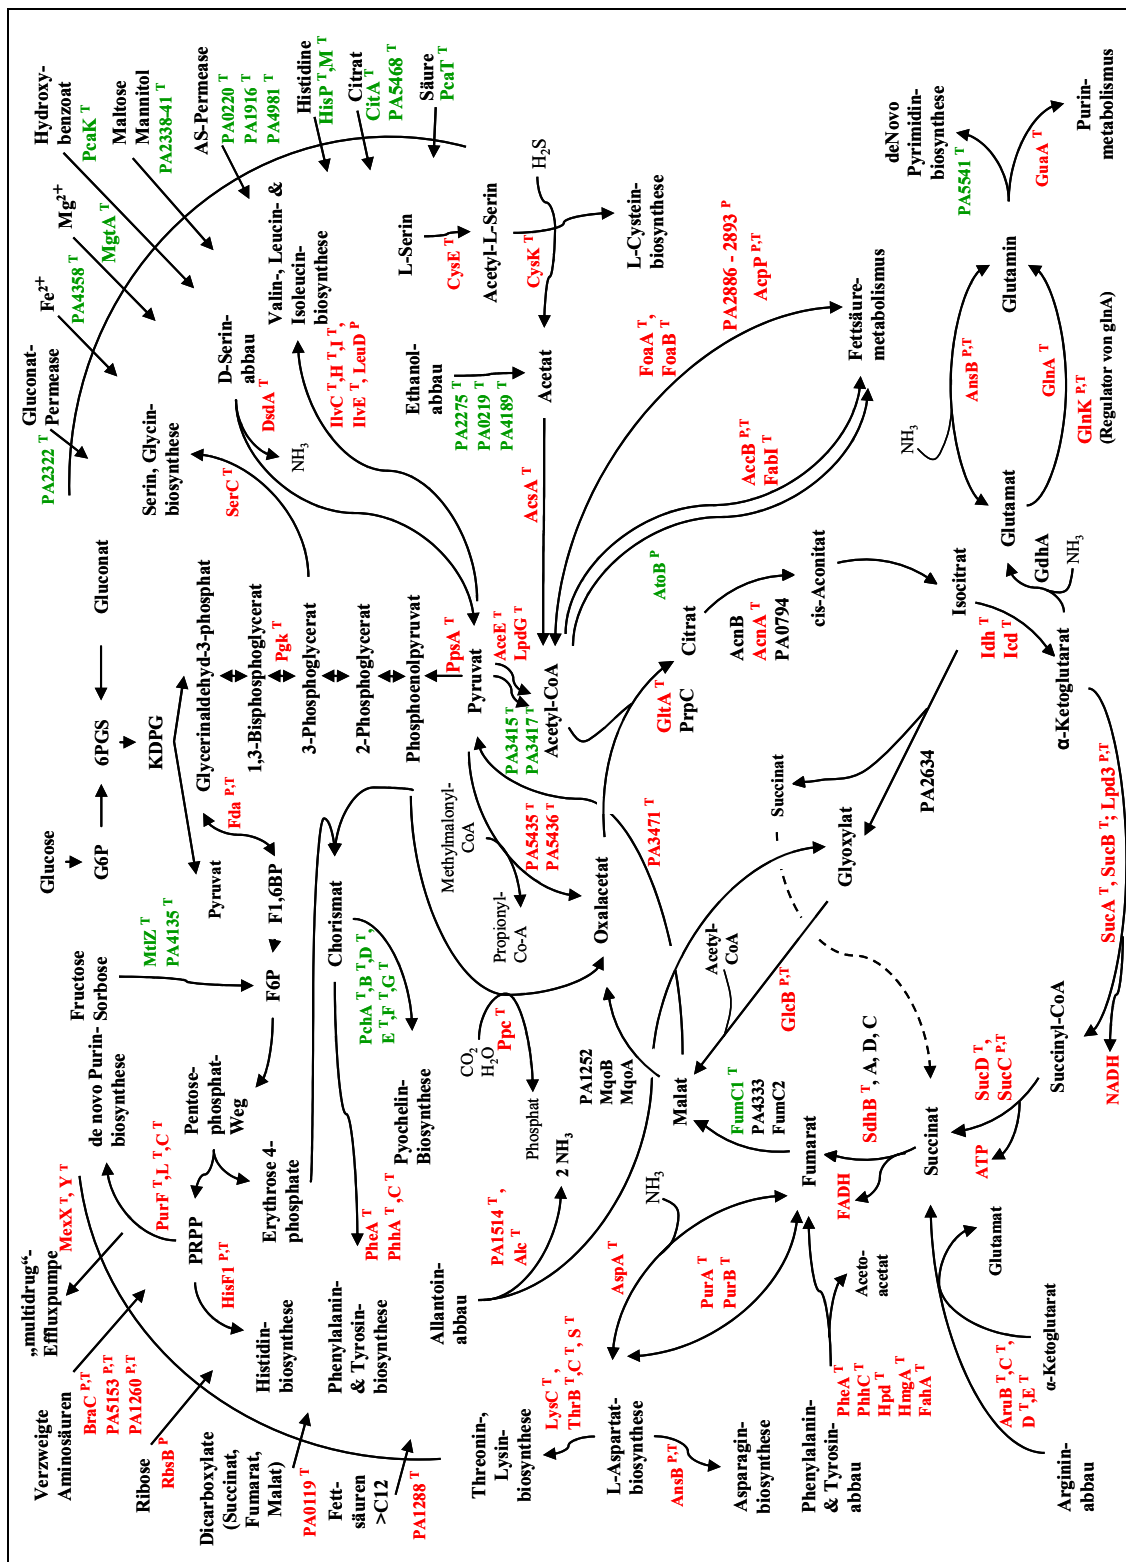 „multidrug“-
Effluxpumpe
MexX T, Y T
Verzweigte
Aminosäuren
BraC P,T
PA5153 P,T
PA1260 P,T
Ribose
RbsB P
Dicarboxylate
(Succinat,
Fumarat,
Malat)
PA0119 T
Fett-
säuren
>C12
PA1288 T
de novo Purin-
biosynthese
PurF T,L T,C T
PRPP
HisF1 P,T
Histidin-
biosynthese
Pentose-
phosphat-
Weg
Erythrose 4-
phosphate
Fructose
Sorbose
MtlZ T
PA4135 T
F6P
F1,6BP
Fda P,T
Glucose
G6P
6PGS
Gluconat
KDPG
Pyruvat
Glycerinaldehyd-3-phosphat
1,3-Bisphosphoglycerat
Pgk T
3-Phosphoglycerat
2-Phosphoglycerat
Phosphoenolpyruvat
PpsA T
Pyruvat
AceE T
LpdG T
PA3415 T
PA3417 T
Acetyl-CoA
Gluconat-
Permease
PA2322 T
Fe2+
PA4358 T
Mg2+
MgtA T
Hydroxy-
benzoat
PcaK T
Maltose
Mannitol
PA2338-41 T
AS-Permease
PA0220 T
PA1916 T
PA4981 T
Histidine
HisP T,M T
Citrat
CitA T
PA5468 T
Säure
PcaT T
Serin, Glycin-
biosynthese
SerC T
D-Serin-
abbau
DsdA T
NH3
Valin-, Leucin- &
Isoleucin-
biosynthese
IlvC T,H T,I T,
IlvE T, LeuD P
L-Serin
CysE T
Acetyl-L-Serin
H2S
CysK T
L-Cystein-
biosynthese
Ethanol-
abbau
PA2275 T
PA0219 T
PA4189 T
Acetat
AcsA T
Chorismat
PchA T,B T,D T,
E T,F T,G T
Pyochelin-
Biosynthese
PheA T
PhhA T,C T
Phenylalanin
& Tyrosin-
biosynthese
Methylmalonyl-
CoA
Propionyl-
Co-A
PA5435 T
PA5436 T
CO2
H2O
Ppc T
Phosphat
Oxalacetat
PA3471 T
Allantoin-
abbau
PA1514 T,
Alc T
2 NH3
PA1252
MqoB
MqoA
Malat
FumC1 T
PA4333
FumC2
Fumarat
NH3
AspA T
PurA T
PurB T
Threonin-,
Lysin-
biosynthese
LysC T,
ThrB T,C T, S T
L-Aspartat-
biosynthese
AnsB P,T
Asparagin-
biosynthese
Phenylalanin-
& Tyrosin-
abbau
PheA T
PhhC T
Hpd T
HmgA T
FahA T
Aceto-
acetat
FADH
SdhB T, A, D, C
Succinat
ATP
SucD T,
SucC P,T
Succinyl-CoA
NADH
SucA T, SucB T; Lpd3 P,T
Glutamat
α-Ketoglutarat
AruB T,C T,
D T,E T
Arginin-
abbau
Acetyl-
CoA
GlcB P,T
Glyoxylat
Succinat
PA2634
GltA T
PrpC
Citrat
AcnB
AcnA T
PA0794
cis-Aconitat
Isocitrat
Idh T
Icd T
α-Ketoglutarat
GdhA
NH3
Glutamat
AtoB P
AccB P,T
FabI T
FoaA T,
FoaB T
PA2886 - 2893 P
AcpP P,T
Fettsäure-
metabolismus
NH3
AnsB P,T
GlnA T
GlnK P,T
(Regulator von glnA)
Glutamin
PA5541 T
deNovo
Pyrimidin-
biosynthese
GuaA T
Purin-
metabolismus